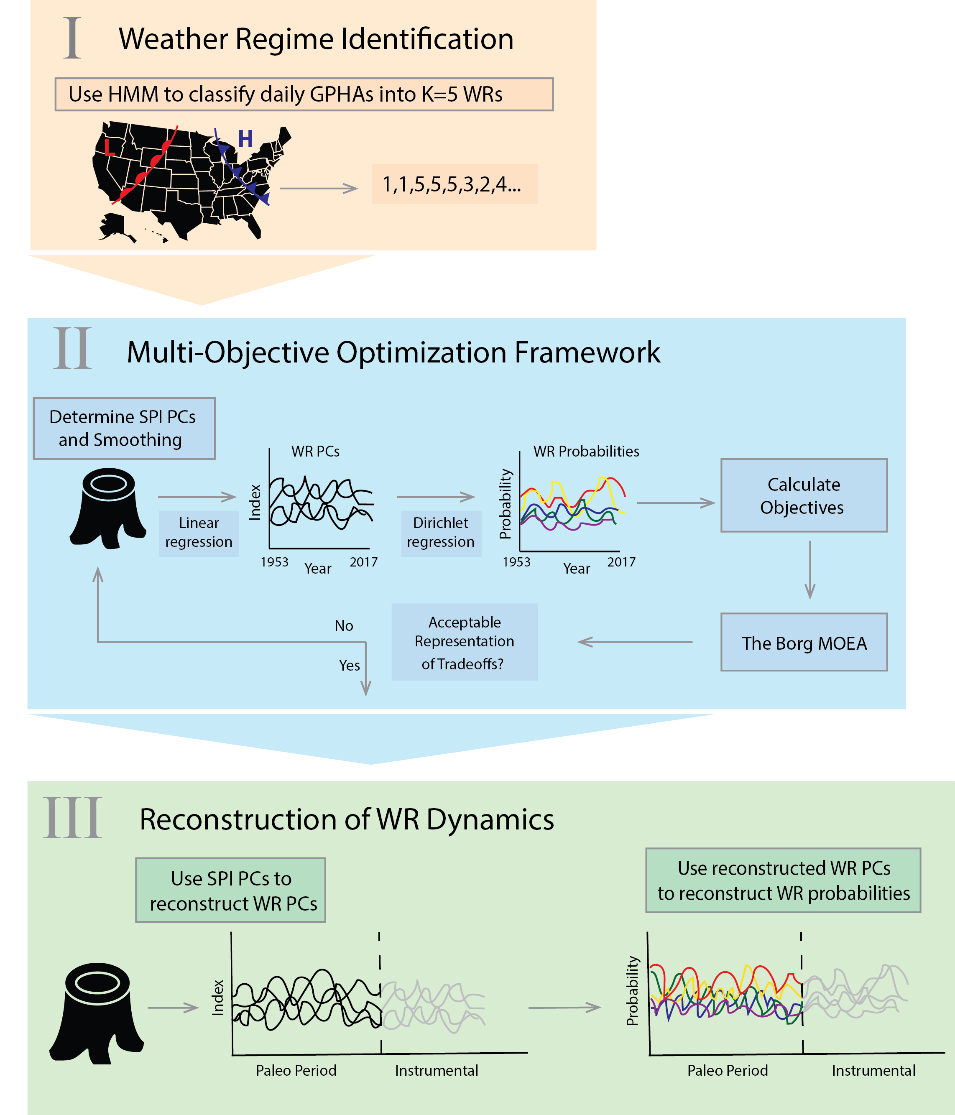 I
Weather Regime Identification
Use HMM to classify daily GPHAs into K=5 WRs
L
H
1,1,5,5,5,3,2,4...
II
Multi-Objective Optimization Framework
Determine SPI PCs
and Smoothing
Linear
regression
WR PCs
Index
1953
2017
Year
Dirichlet
regression
WR Probabilities
Probability
1953
2017
Year
Calculate
Objectives
The Borg MOEA
Acceptable
Representation
of Tradeoffs?
No
Yes
III
Reconstruction of WR Dynamics
Use SPI PCs to
reconstruct WR PCs
Index
Paleo Period
Instrumental
Use reconstructed WR PCs
to reconstruct WR probabilities
Probability
Paleo Period
Instrumental